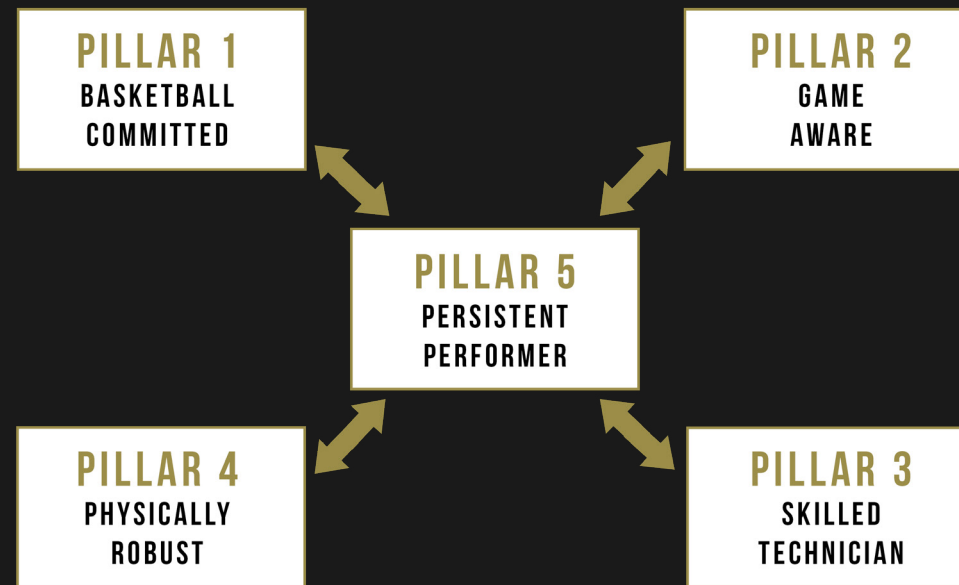 PILLAR 1
BASKETBALL
COMMITTED
PILLAR 2
GAME
AWARE
PILLAR 5
PERSISTENT
PERFORMER
PILLAR 4
PHYSICALLY
ROBUST
PILLAR 3
SKILLED
TECHNICIAN